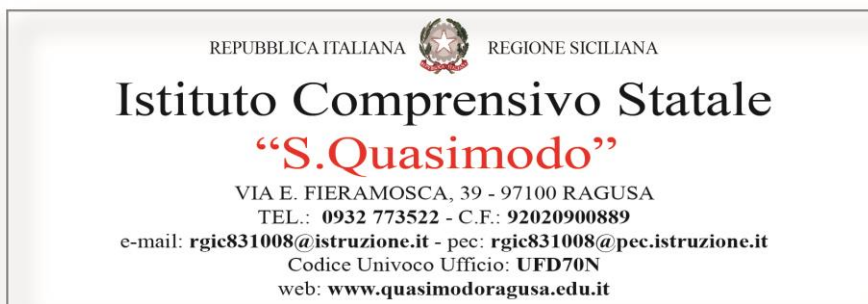 REPUBBLICA ITALIANA REGIONE SICILIANA
Istituto Comprensivo Statale
“S.Quasimodo”
VIA E. FIERAMOSCA, 39 - 97100 RAGUSA
TEL.: 0932 773522 - C.F.: 92020900889
e-mail: rgic831008@istruzione.it - pec: rgic831008@pec.istruzione.it
Codice Univoco Ufficio: UFD70N
web: www.quasimodoragusa.edu.it